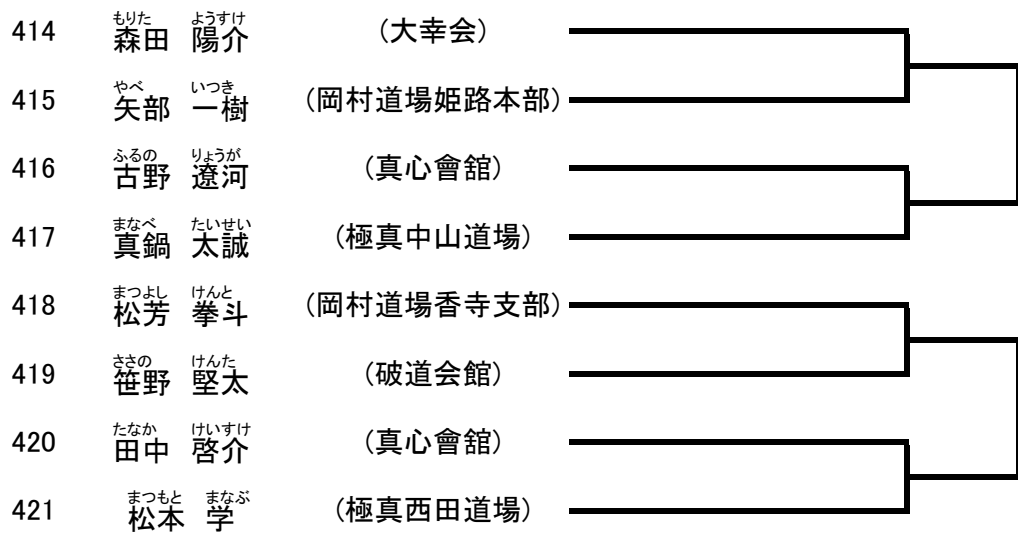 もりた ようすけ
414 森田 陽介 (大幸会)
やべ いつき
415 矢部 一樹 (岡村道場姫路本部)
ふるの りょうが
416 古野 遼河 (真心會舘)
まなべ たいせい
417 真鍋 太誠 (極真中山道場)
まつよし けんと
418 松芳 拳斗 (岡村道場香寺支部)
ささの けんた
419 笹野 堅太 (破道会館)
たなか けいすけ
420 田中 啓介 (真心會舘)
まつもと まなぶ
421 松本 学 (極真西田道場)